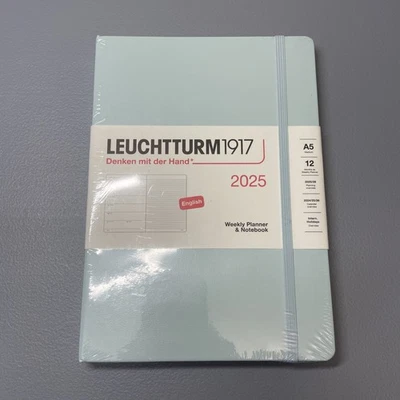 LEUCHTTURM1917
Denken mit der Hand®
2025
English
Weekly Planner
& Notebook
A5
12